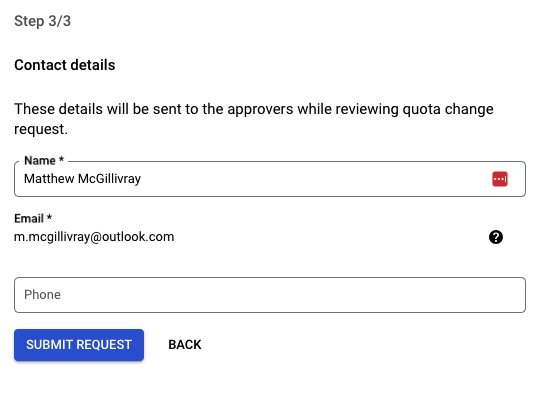 Step 3/3
Contact details
These details will be sent to the approvers while reviewing quota change
request.
Name *
Matthew McGillivray
Email *
m.mcgillivray@outlook.com
?
Phone
SUBMIT REQUEST BACK